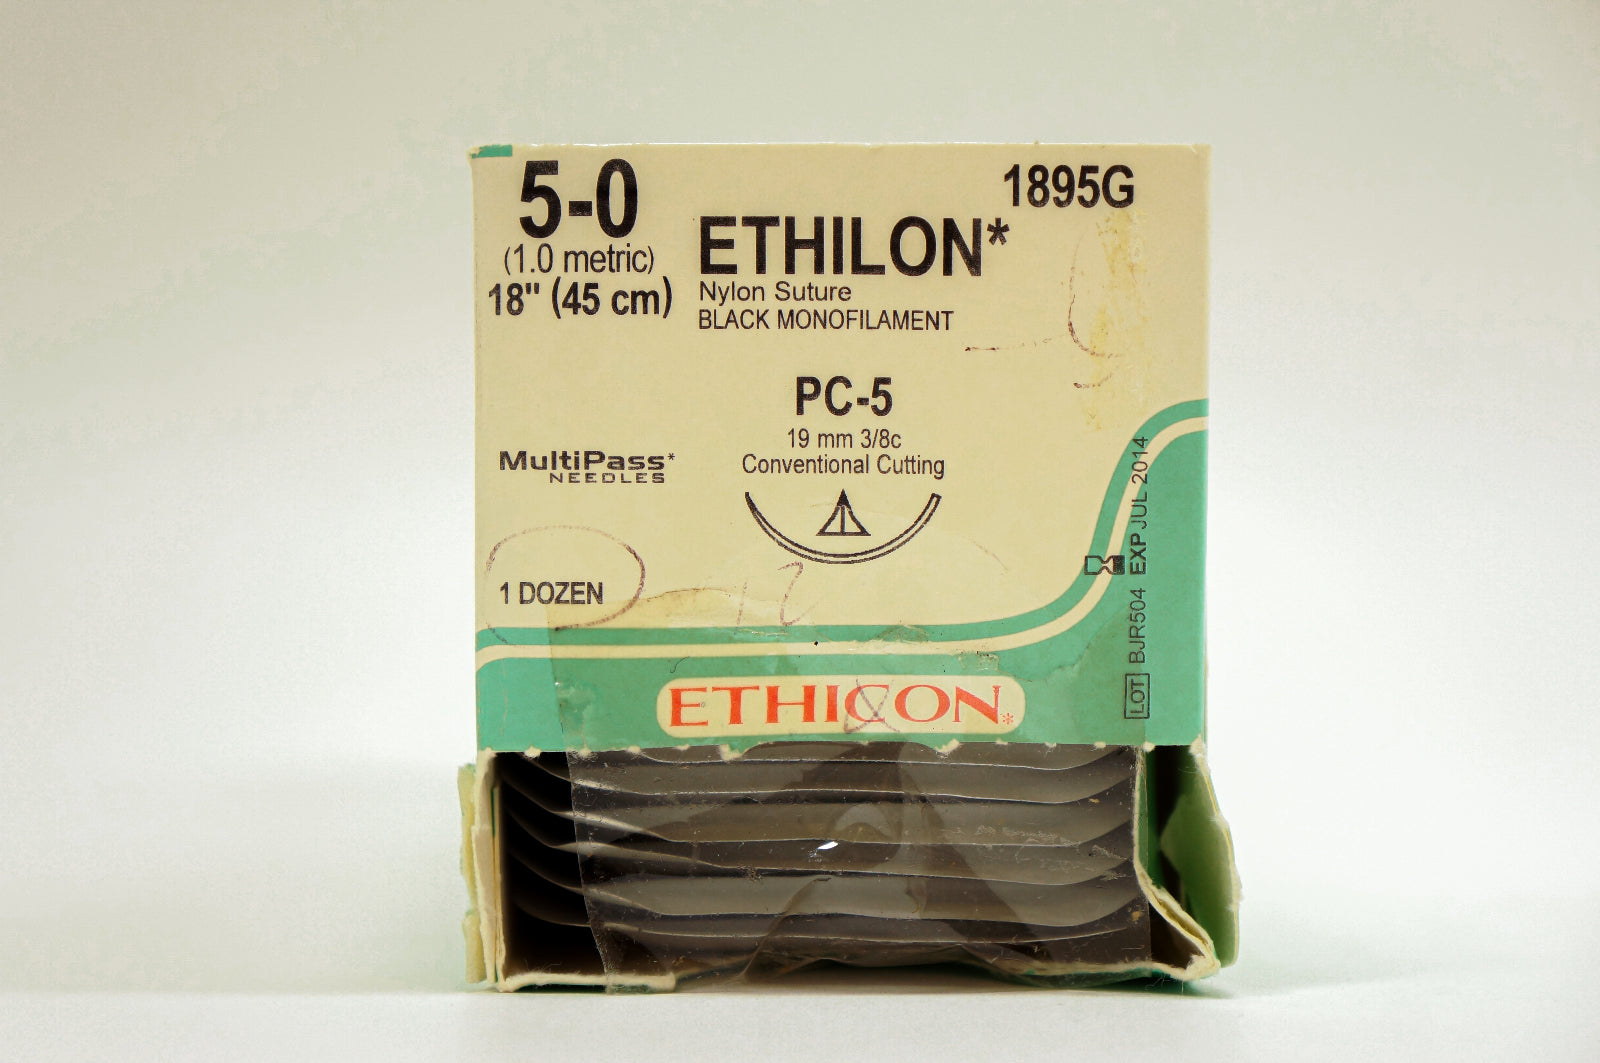 5-0
(1.0 metric)
18" (45 cm)
1895G
ETHILON*
Nylon Suture
BLACK MONOFILAMENT
PC-5
19 mm 3/8c
Conventional Cutting
MultiPass*
NEEDLES
1 DOZEN
12
ETHICON*
LOT BJR504 EXP JUL 2014